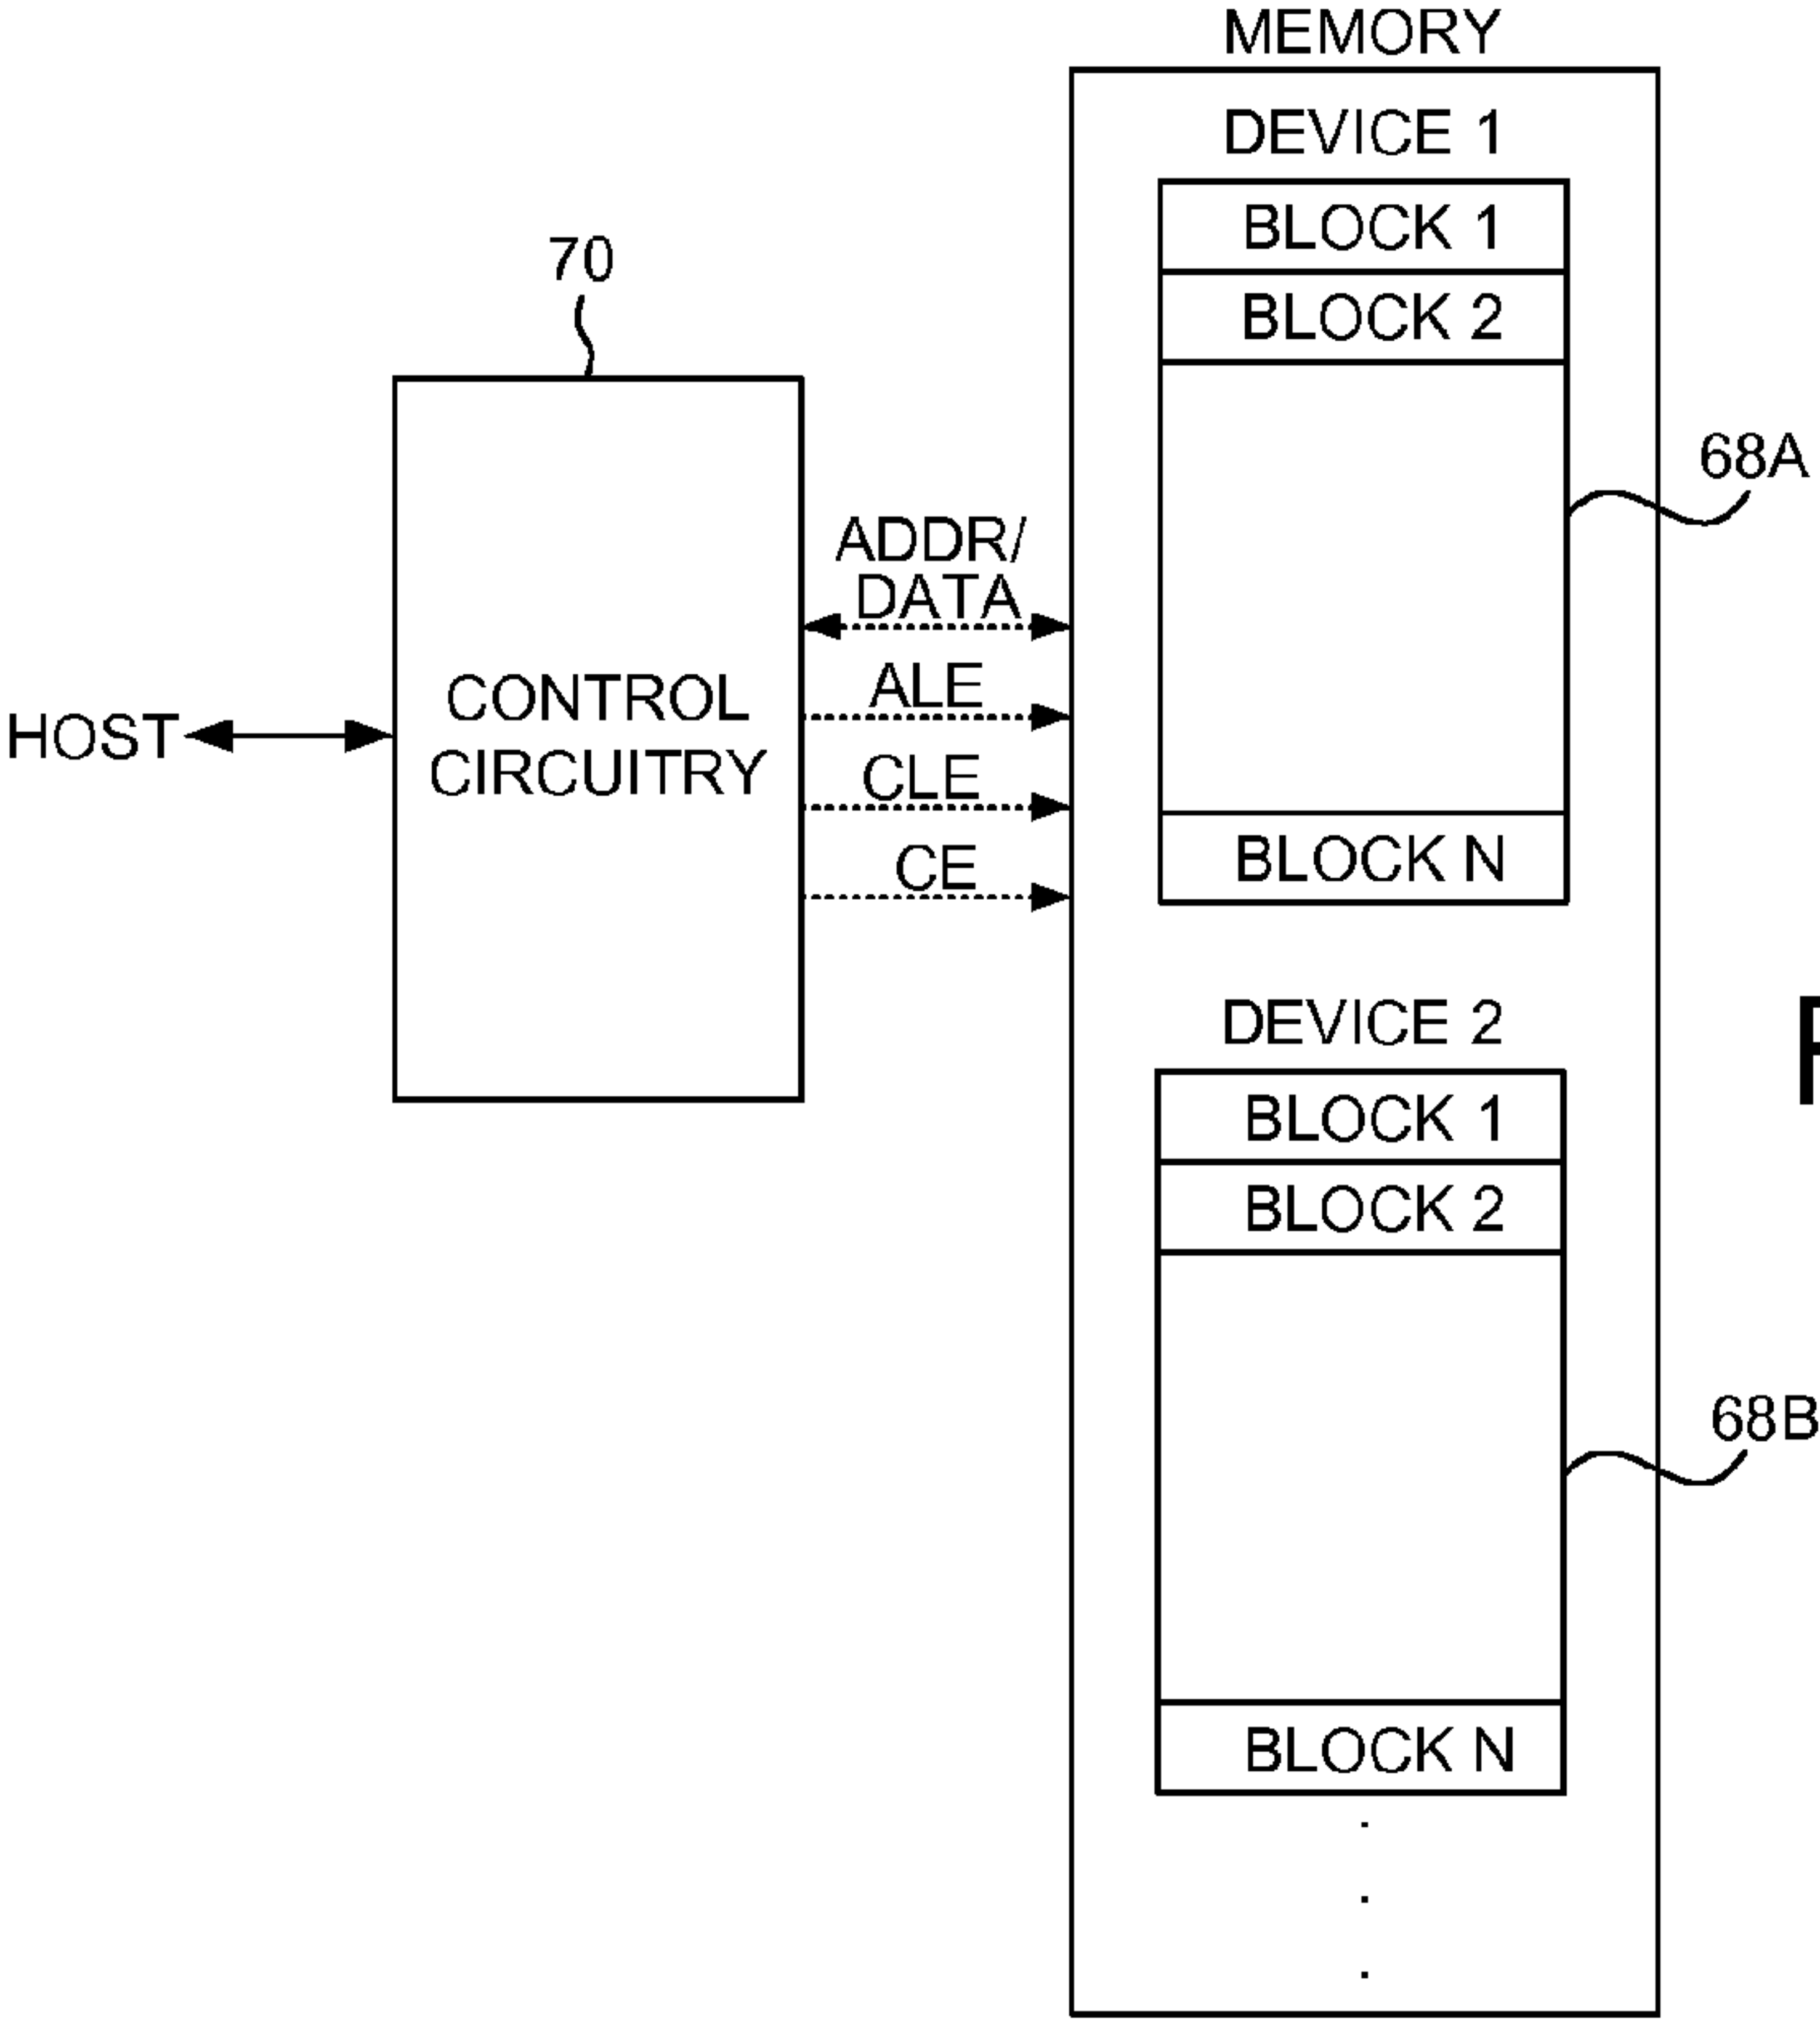 MEMORY
DEVICE 1
BLOCK 1
BLOCK 2
BLOCK N
68A
70
CONTROL
CIRCUITRY
HOST
ADDR/
DATA
ALE
CLE
CE
DEVICE 2
BLOCK 1
BLOCK 2
BLOCK N
68B